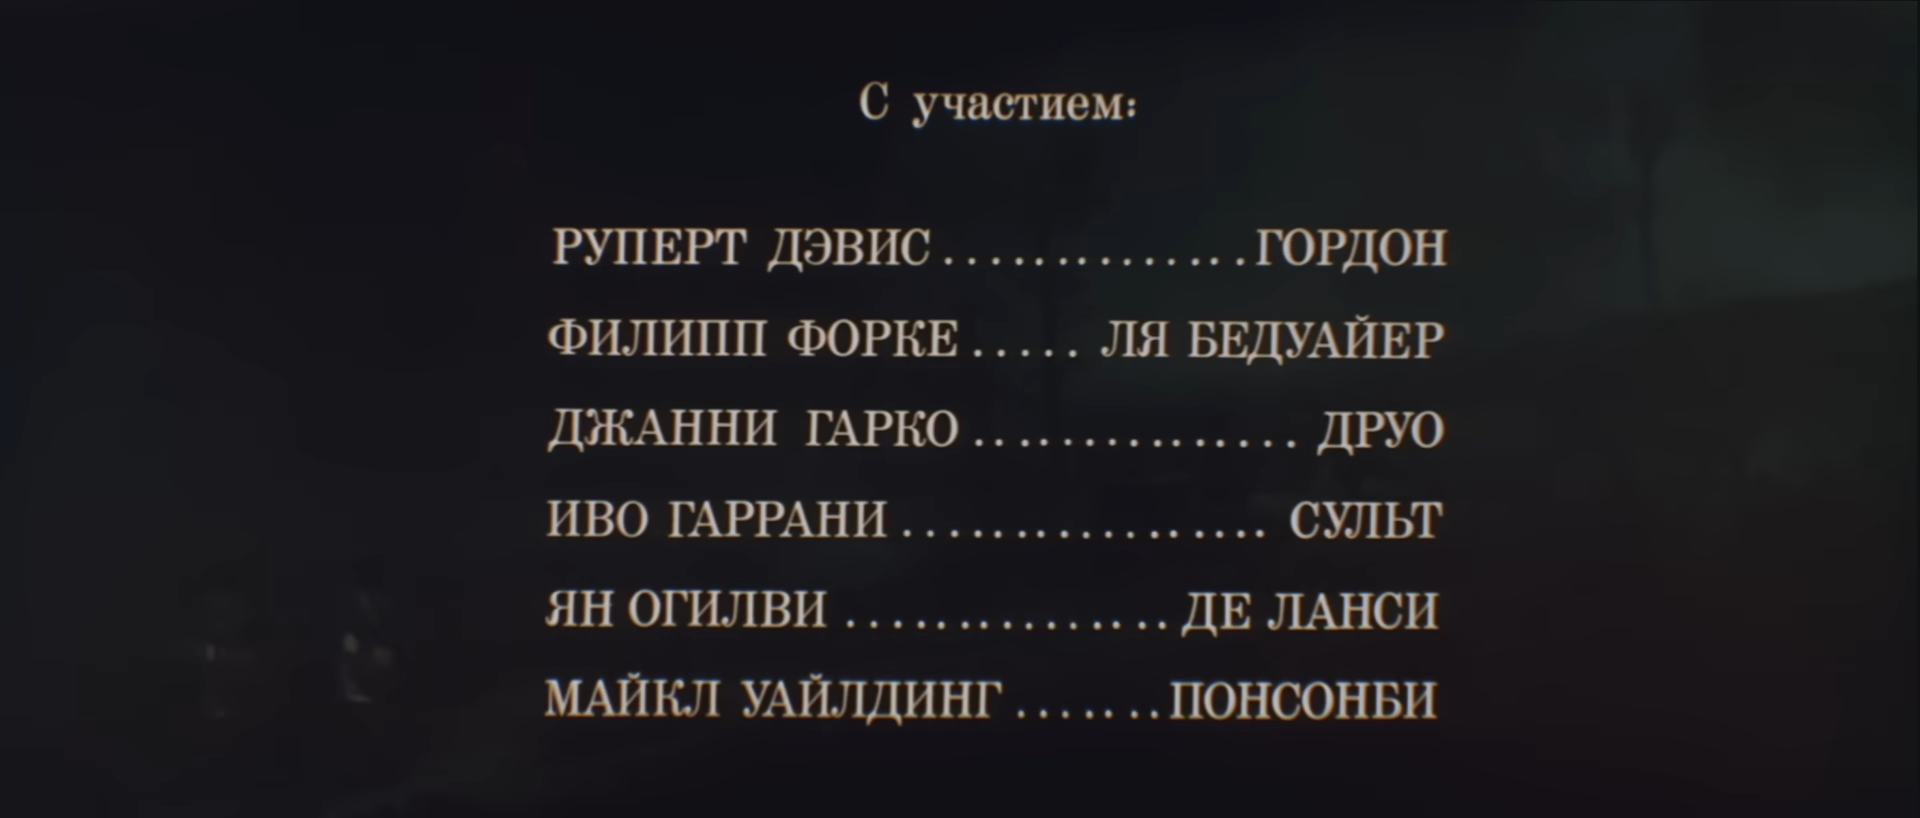 С участием:
РУПЕРТ ДЭВИС..............ГОРДОН
ФИЛИПП ФОРКЕ..... ЛЯ БЕДУАЙЕР
ДЖАННИ ГАРКО............... ДРУО
ИВО ГАРРАНИ................. СУЛЬТ
ЯН ОГИЛВИ ...............ДЕ ЛАНСИ
МАЙКЛ УАЙЛДИНГ .......ПОНСОНБИ